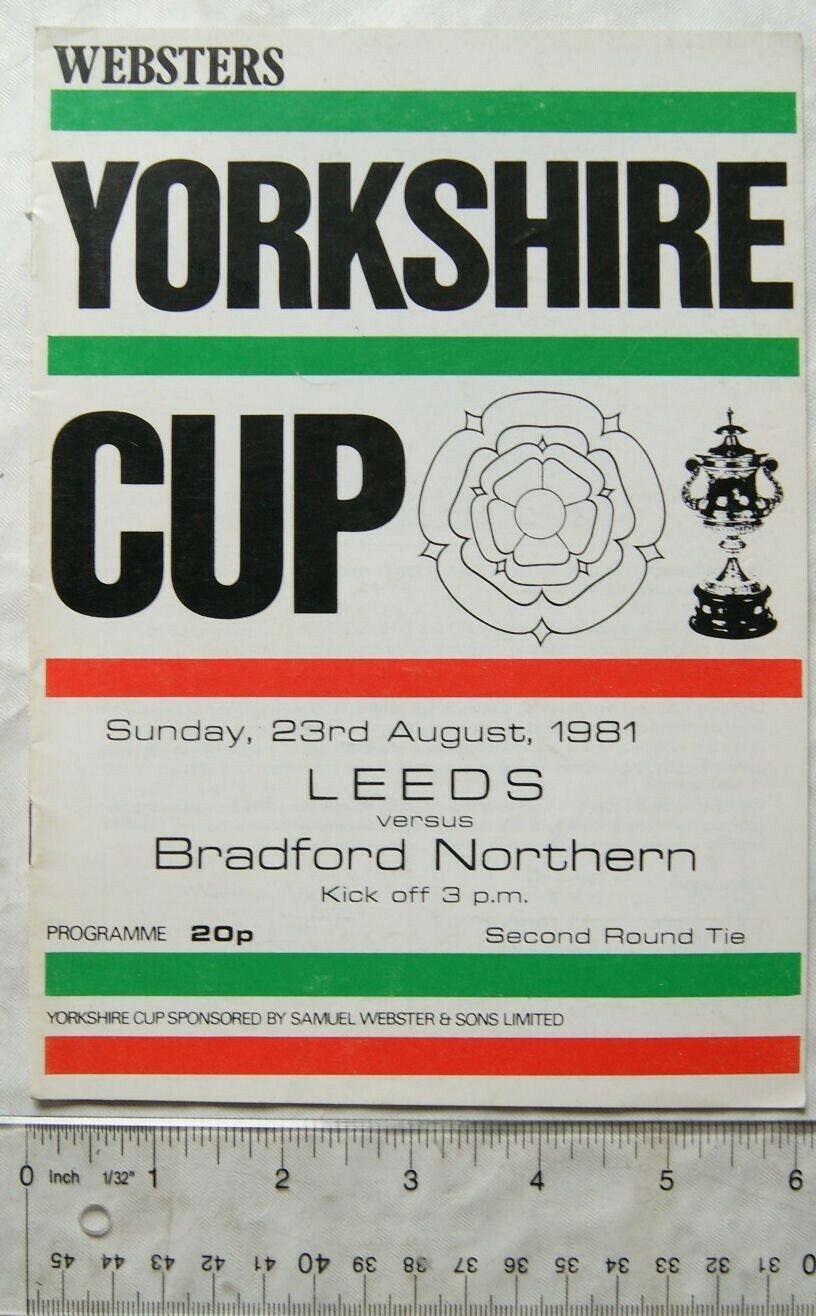 WEBSTERS
YORKSHIRE
CUP
Sunday, 23rd August, 1981
LEEDS
versus
Bradford Northern
Kick off 3 p.m.
PROGRAMME 20p Second Round Tie
YORKSHIRE CUP SPONSORED BY SAMUEL WEBSTER & SONS LIMITED
0 Inch 1/32" 1 2 3 4 5 6
45 44 43 42 41 40 39 38 37 36 35 34 33 32 31 0